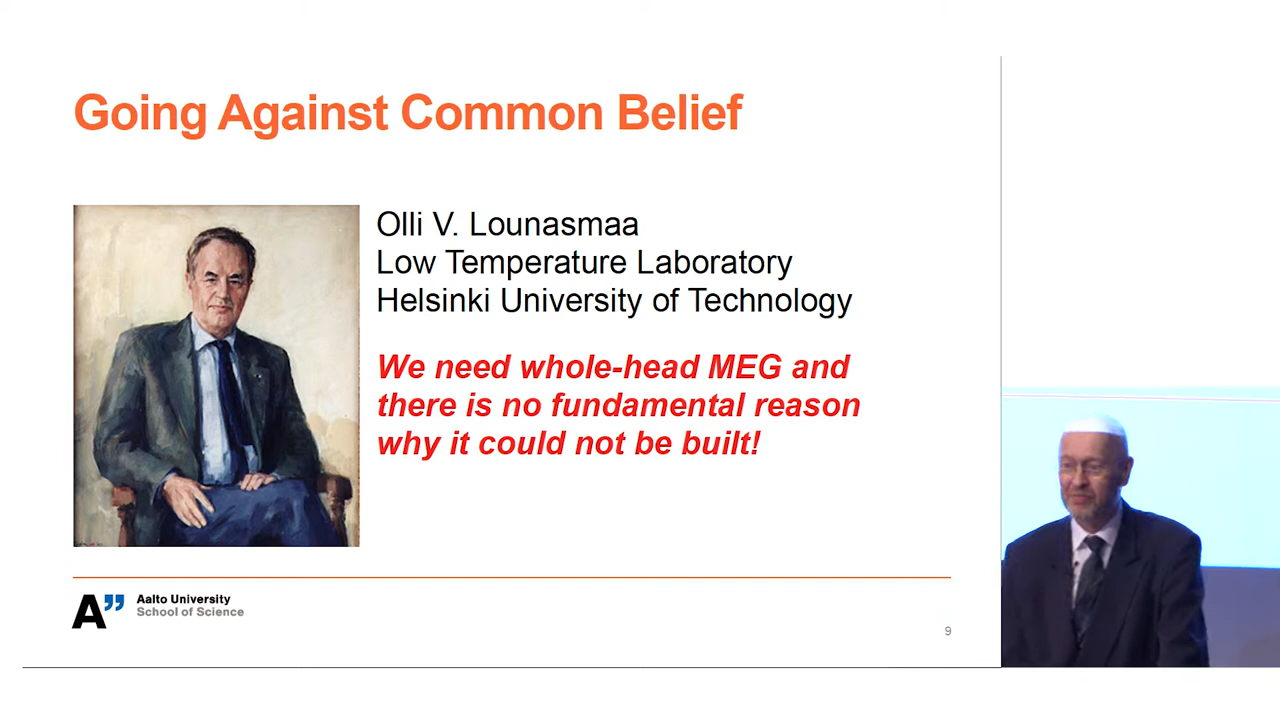 Going Against Common Belief
Olli V. Lounasmaa
Low Temperature Laboratory
Helsinki University of Technology
We need whole-head MEG and
there is no fundamental reason
why it could not be built!
A”
Aalto University
School of Science
9